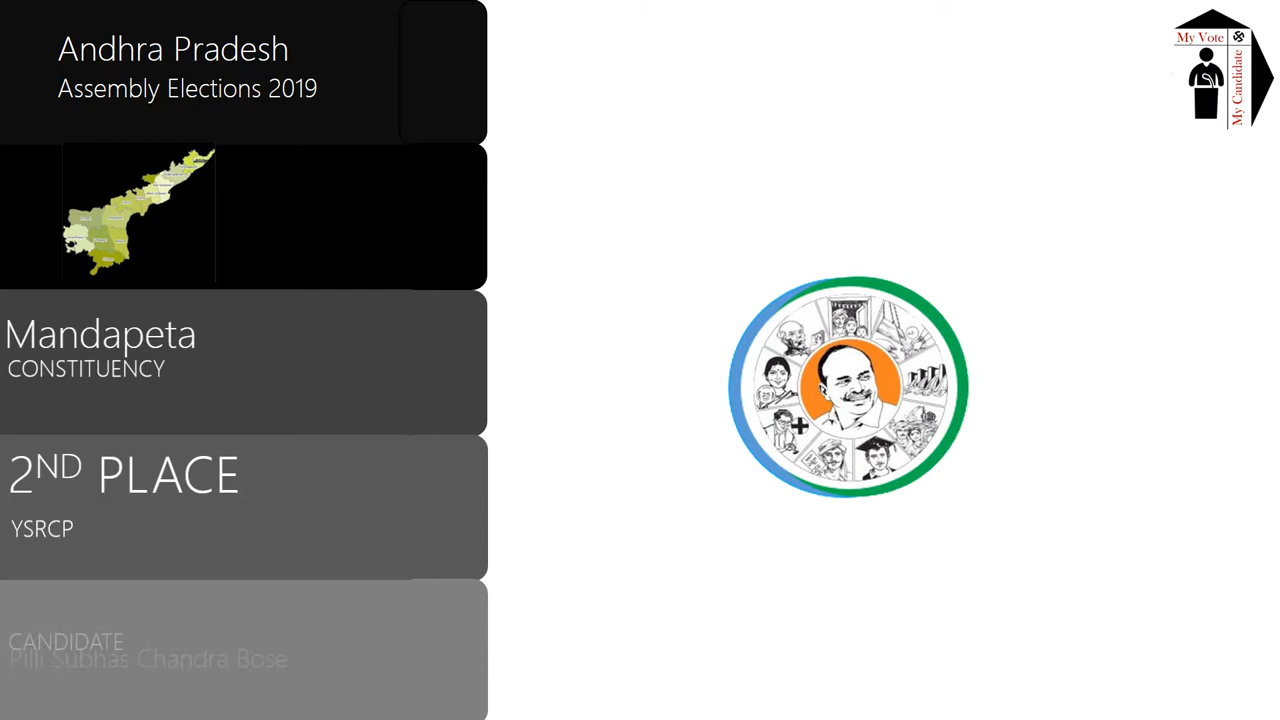 Andhra Pradesh
Assembly Elections 2019
My Vote
My Candidate
Mandapeta
CONSTITUENCY
2ND PLACE
YSRCP
CANDIDATE
Pilli Subhas Chandra Bose